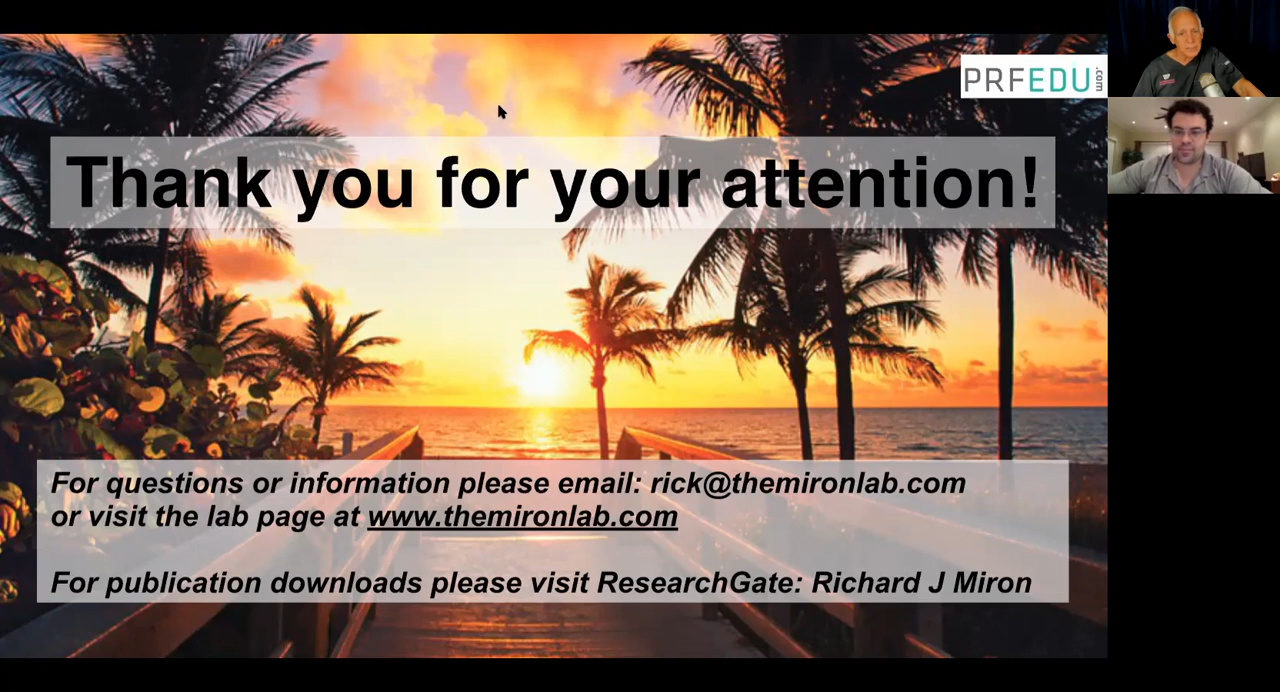 PRFEDU.com
Thank you for your attention!
For questions or information please email: rick@themironlab.com
or visit the lab page at www.themironlab.com
For publication downloads please visit ResearchGate: Richard J Miron